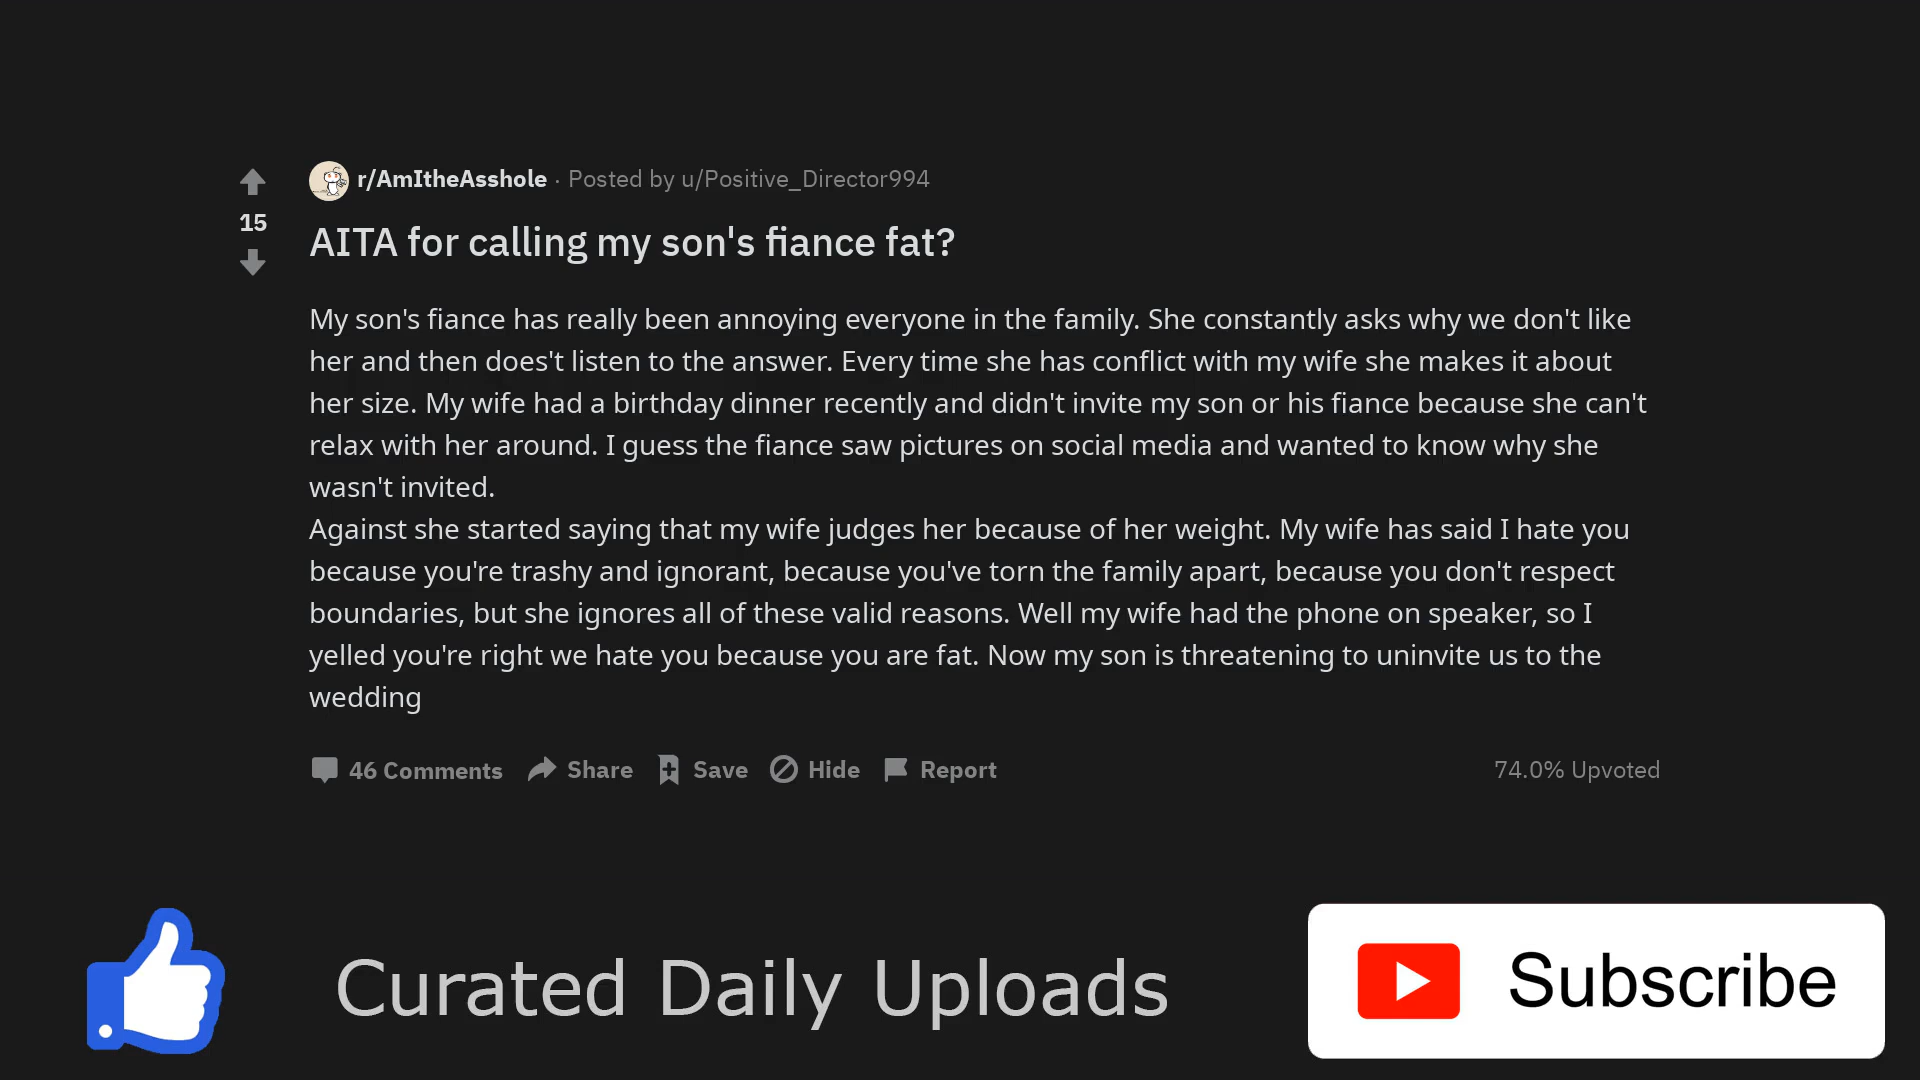 r/AmItheAsshole · Posted by u/Positive_Director994
15
AITA for calling my son's fiance fat?
My son's fiance has really been annoying everyone in the family. She constantly asks why we don't like
her and then does't listen to the answer. Every time she has conflict with my wife she makes it about
her size. My wife had a birthday dinner recently and didn't invite my son or his fiance because she can't
relax with her around. I guess the fiance saw pictures on social media and wanted to know why she
wasn't invited.
Against she started saying that my wife judges her because of her weight. My wife has said I hate you
because you're trashy and ignorant, because you've torn the family apart, because you don't respect
boundaries, but she ignores all of these valid reasons. Well my wife had the phone on speaker, so I
yelled you're right we hate you because you are fat. Now my son is threatening to uninvite us to the
wedding
46 Comments Share Save Hide Report 74.0% Upvoted
Curated Daily Uploads
Subscribe